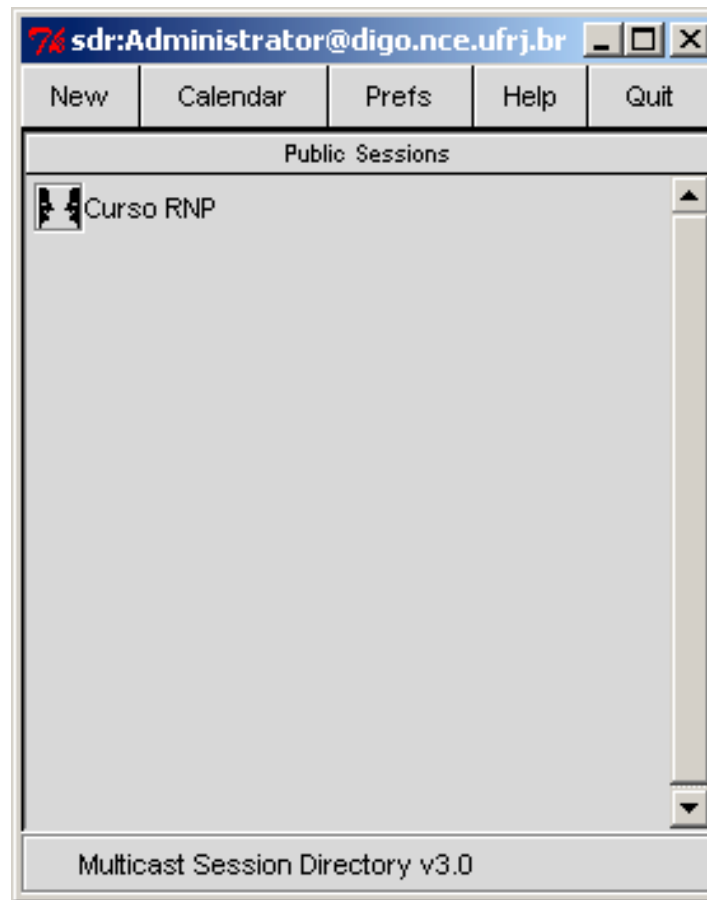 sdr:Administrator@digo.nce.ufrj.br
New Calendar Prefs Help Quit
Public Sessions
Curso RNP
Multicast Session Directory v3.0